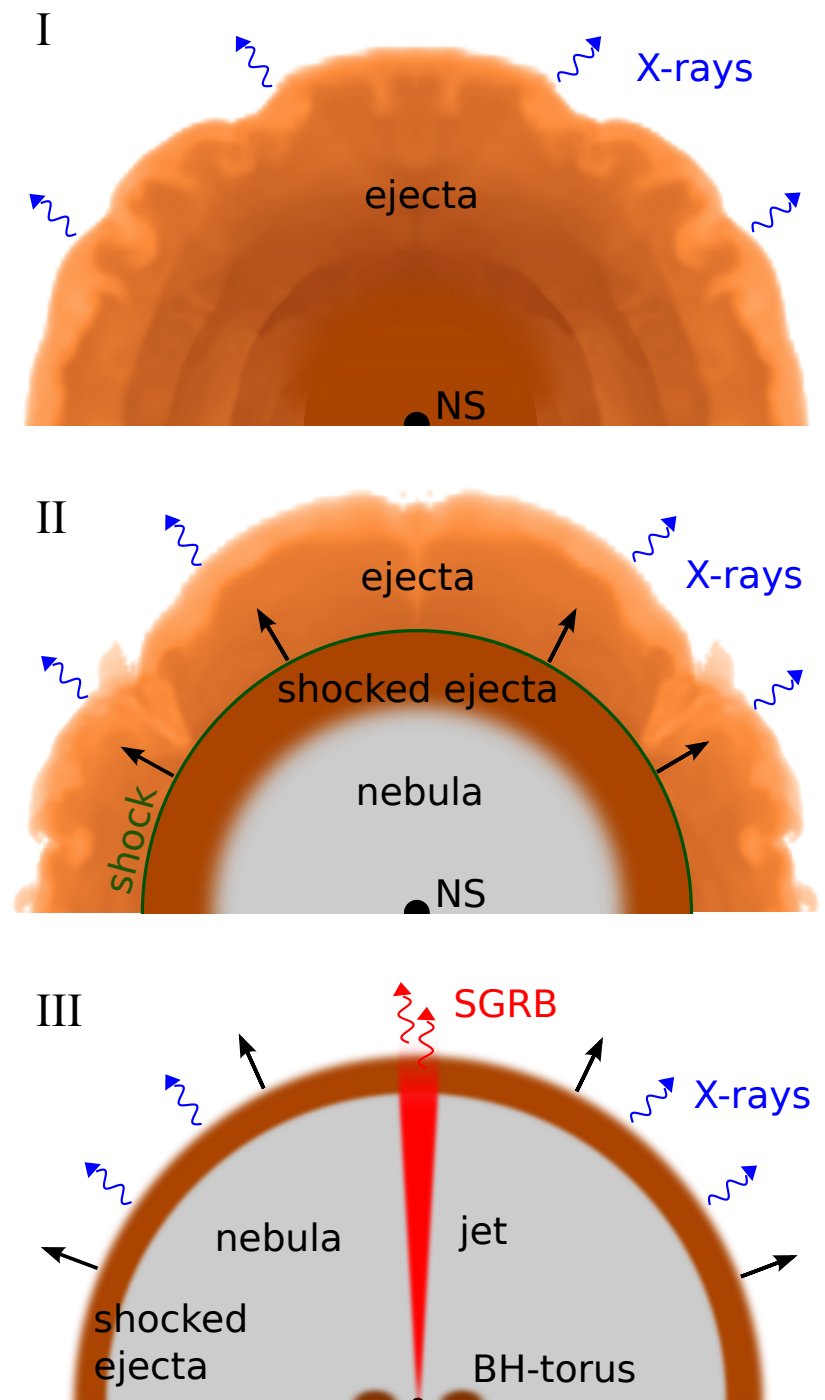 I
X-rays
ejecta
NS
II
ejecta
X-rays
shocked ejecta
nebula
shock
NS
III
SGRB
X-rays
nebula
jet
shocked
ejecta
BH-torus